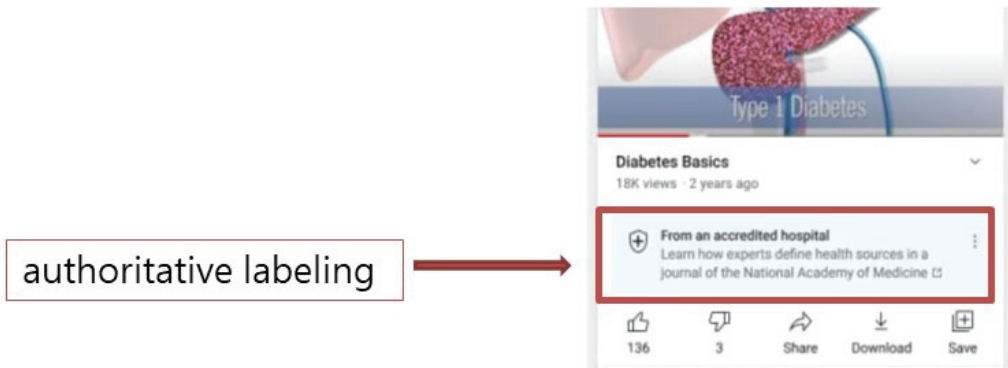 Type 1 Diabetes
Diabetes Basics
18K views · 2 years ago
authoritative labeling
From an accredited hospital
Learn how experts define health sources in a
journal of the National Academy of Medicine
136 3 Share Download Save